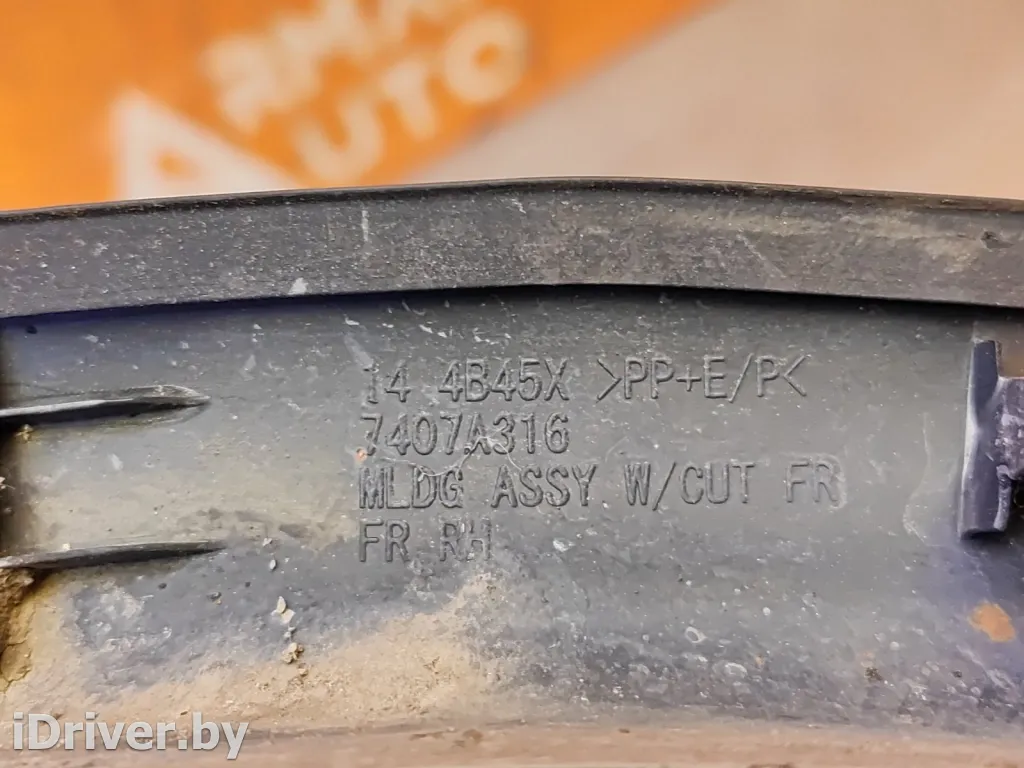 AUTO
14 4B45X >PP+E/P<
7407A316
MLDG ASSY W/CUT FR
FR RH
iDriver.by